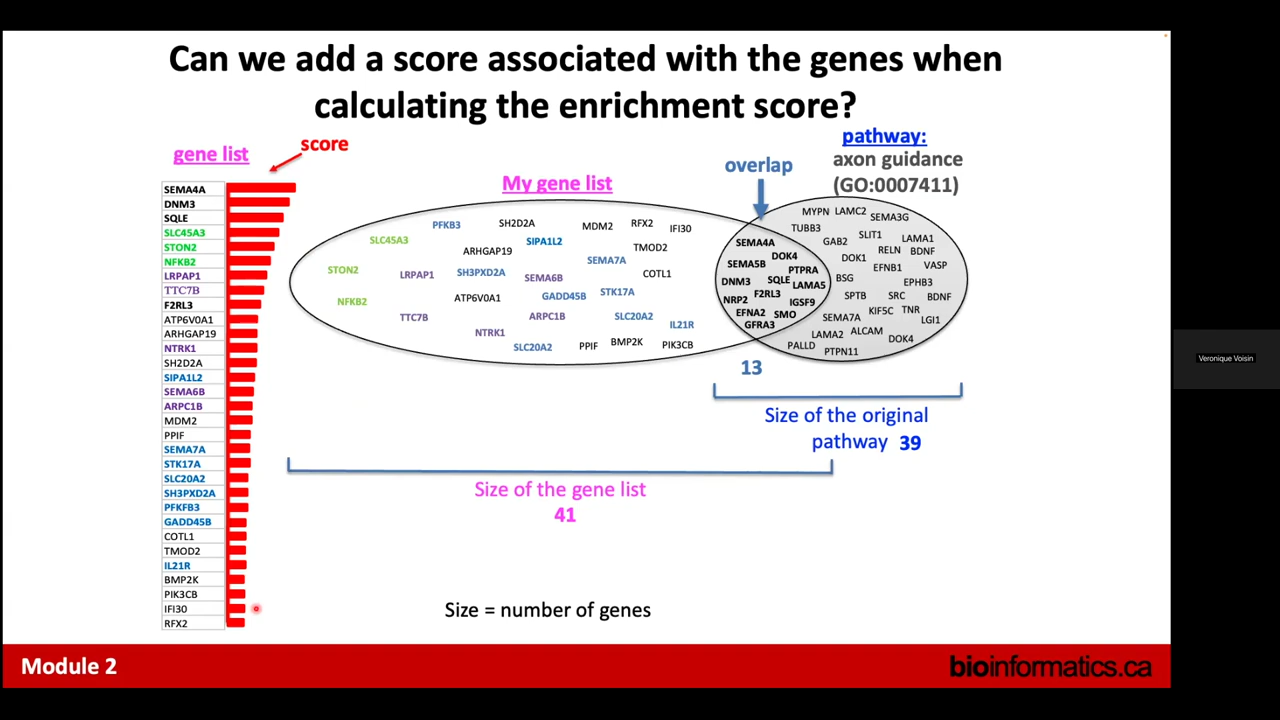 Can we add a score associated with the genes when
calculating the enrichment score?
gene list
score
SEMA4A
DNM3
SQLE
SLC45A3
STON2
NFKB2
LRPAP1
TTC7B
F2RL3
ATP6V0A1
ARHGAP19
NTRK1
SH2D2A
SIPA1L2
SEMA6B
ARPC1B
MDM2
PPIF
SEMA7A
STK17A
SLC20A2
SH3PXD2A
PFKFB3
GADD45B
COTL1
TMOD2
IL21R
BMP2K
PIK3CB
IFI30
RFX2
My gene list
PFKB3 SH2D2A MDM2 RFX2 IFI30
SLC45A3 ARHGAP19 SIPA1L2 TMOD2
STON2 LRPAP1 SH3PXD2A SEMA6B SEMA7A COTL1
NFKB2 ATP6V0A1 GADD45B STK17A
TTC7B NTRK1 ARPC1B SLC20A2 IL21R
SLC20A2 PPIF BMP2K PIK3CB
overlap
SEMA4A
SEMA5B DOK4
PTPRA
DNM3 SQLE LAMA5
NRP2 F2RL3 IGSF9
EFNA2 SMO
GFRA3
13
pathway:
axon guidance
(GO:0007411)
MYPN LAMC2 SEMA3G
TUBB3 SLIT1
GAB2 LAMA1
RELN BDNF
DOK1 EFNB1 VASP
BSG EPHB3
SPTB SRC BDNF
KIF5C TNR
SEMA7A LGI1
LAMA2 ALCAM DOK4
PALLD PTPN11
Size of the original
pathway 39
Size of the gene list
41
Size = number of genes
Module 2
bioinformatics.ca
Veronique Voisin